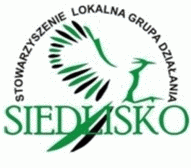 STOWARZYSZENIE LOKALNA GRUPA DZIAŁANIA
SIEDLISKO